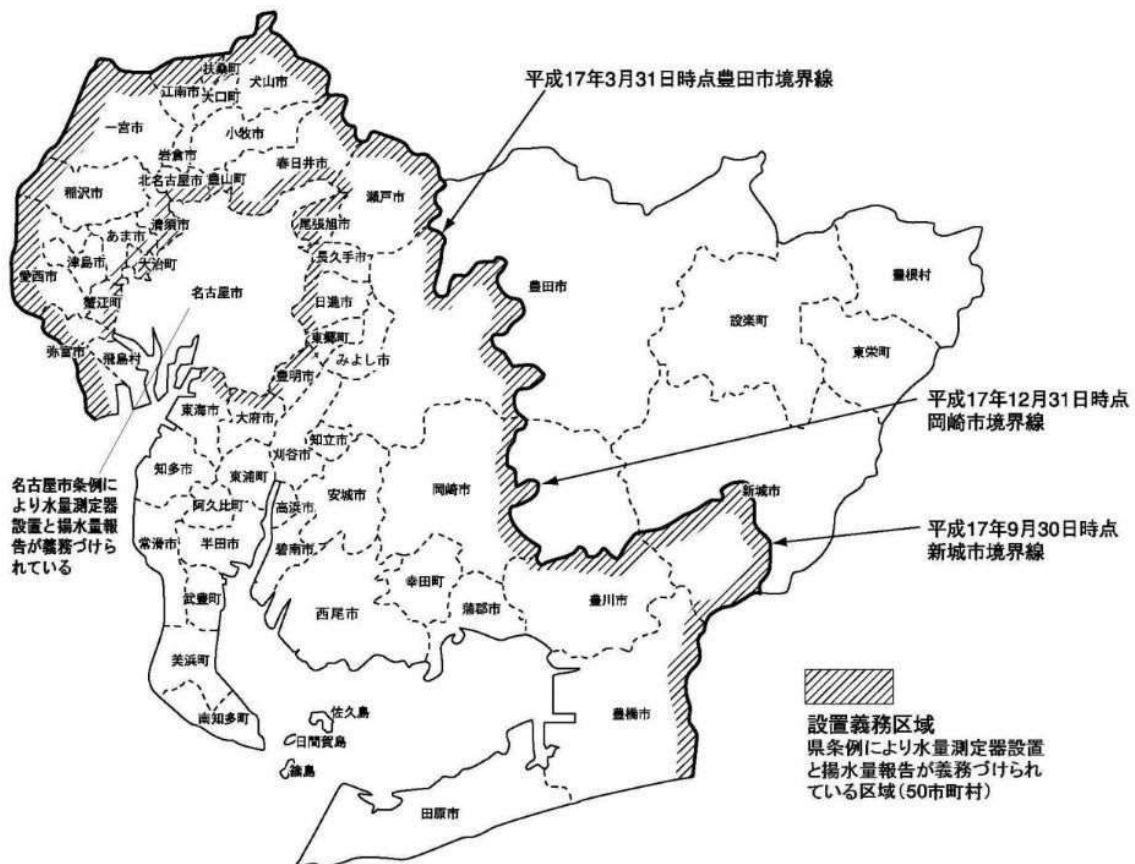 平成17年3月31日時点豊田市境界線
扶桑町
犬山市
江南市
大口町
一宮市
小牧市
岩倉市
春日井市
北名古屋市
豊山町
稲沢市
瀬戸市
清須市
尾張旭市
あま市
長久手市
津島市
大治町
愛西市
名古屋市
蟹江町
日進市
豊田市
豊根村
設楽町
東郷町
東栄町
弥富市
飛島村
みよし市
豊明市
平成17年12月31日時点
岡崎市境界線
東海市
大府市
知立市
刈谷市
知多市
東浦町
名古屋市条例に
より水量測定器
設置と揚水量報
告が義務づけら
れている
岡崎市
安城市
新城市
阿久比町
高浜市
平成17年9月30日時点
新城市境界線
常滑市
半田市
碧南市
幸田町
武豊町
豊川市
蒲郡市
西尾市
美浜町
南知多町
佐久島
豊橋市
日間賀島
篠島
設置義務区域
県条例により水量測定器設置
と揚水量報告が義務づけられ
ている区域(50市町村)
田原市